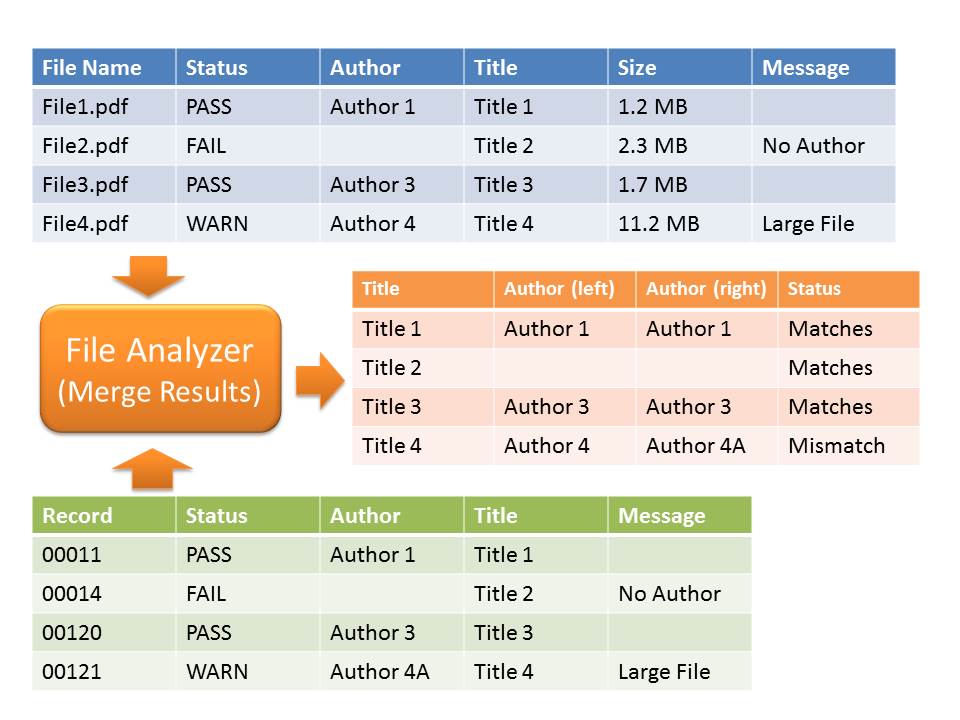 File Name Status Author Title Size Message
File1.pdf PASS Author 1 Title 1 1.2 MB
File2.pdf FAIL Title 2 2.3 MB No Author
File3.pdf PASS Author 3 Title 3 1.7 MB
File4.pdf WARN Author 4 Title 4 11.2 MB Large File
File Analyzer
(Merge Results)
Title Author (left) Author (right) Status
Title 1 Author 1 Author 1 Matches
Title 2 Matches
Title 3 Author 3 Author 3 Matches
Title 4 Author 4 Author 4A Mismatch
Record Status Author Title Message
00011 PASS Author 1 Title 1
00014 FAIL Title 2 No Author
00120 PASS Author 3 Title 3
00121 WARN Author 4A Title 4 Large File